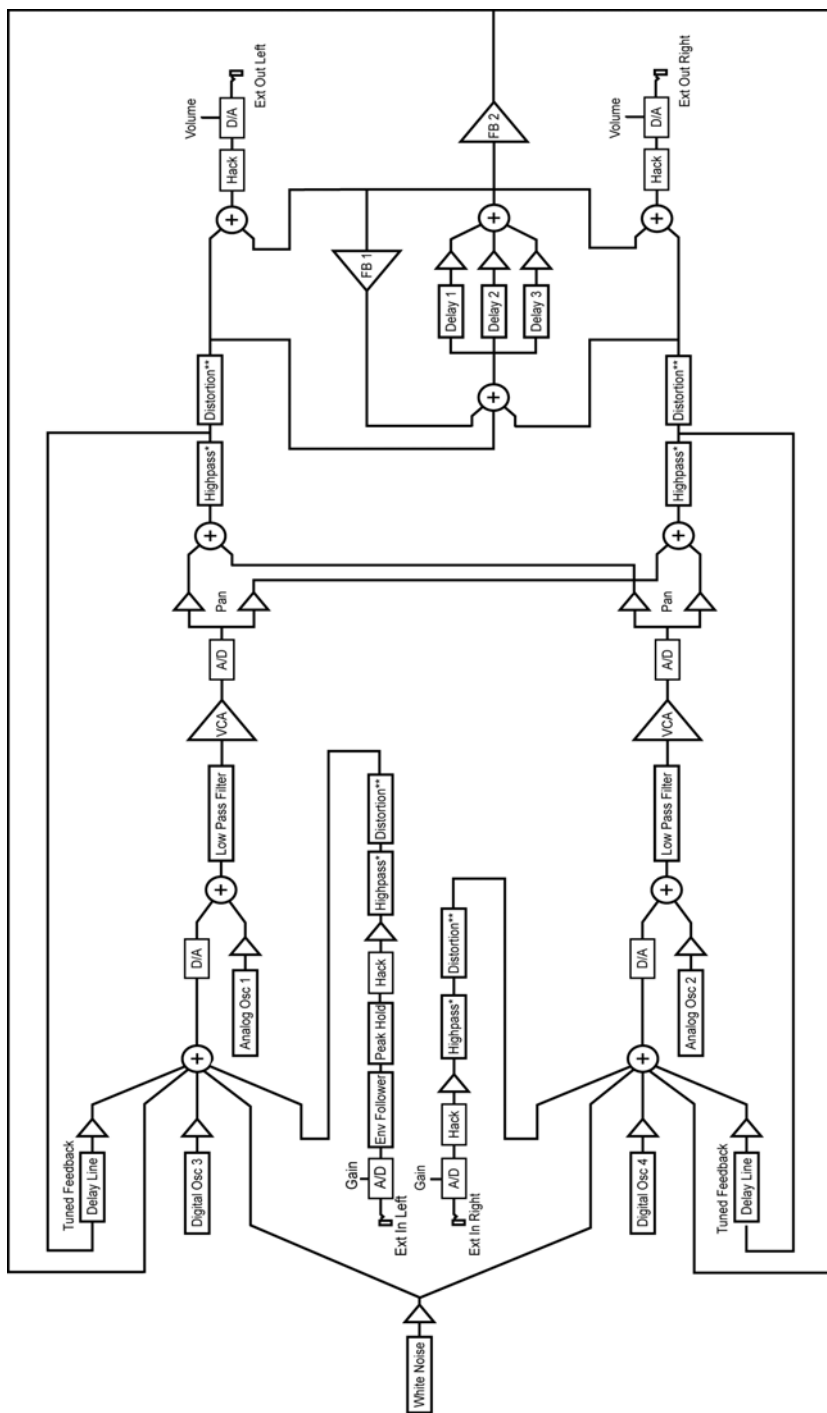 White Noise
Tuned Feedback
Delay Line
Digital Osc 3
+
D/A
Analog Osc 1
+
Low Pass Filter
VCA
A/D
Pan
+
Highpass*
Distortion**
+
Hack
Volume
D/A
Ext Out Left
Gain
Ext In Left
A/D
Env Follower
Peak Hold
Hack
Highpass*
Distortion**
FB 1
+
Delay 1
Delay 2
Delay 3
+
FB 2
Gain
Ext In Right
A/D
Hack
Highpass*
Distortion**
Digital Osc 4
Tuned Feedback
Delay Line
+
D/A
Analog Osc 2
+
Low Pass Filter
VCA
A/D
Pan
+
Highpass*
Distortion**
+
Hack
Volume
D/A
Ext Out Right